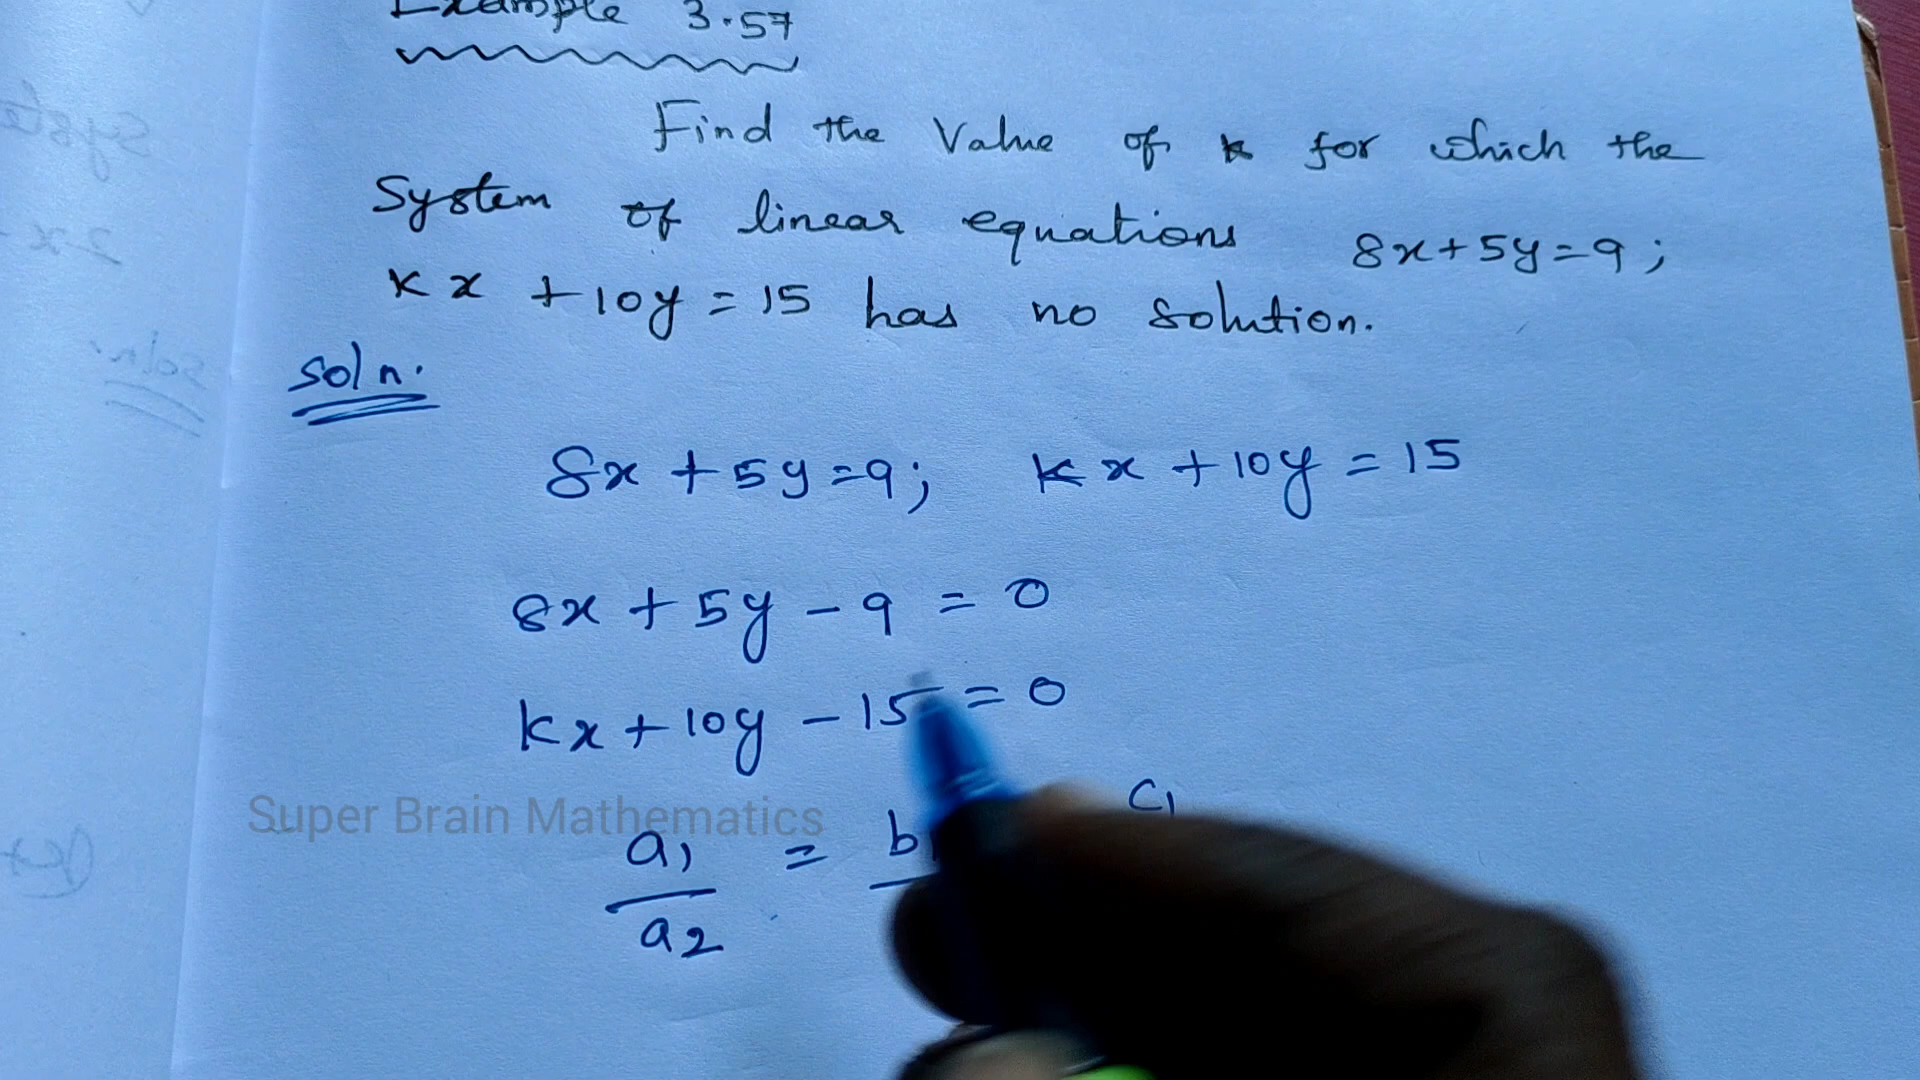 Example 3.57
Find the Value of k for which the
System of linear equations 8x+5y=9;
kx +10y=15 has no solution.
Soln.
8x+5y=9; kx+10y=15
8x+5y-9=0
kx+10y-15=0
Super Brain Mathematics
a1/a2 = b1 c1